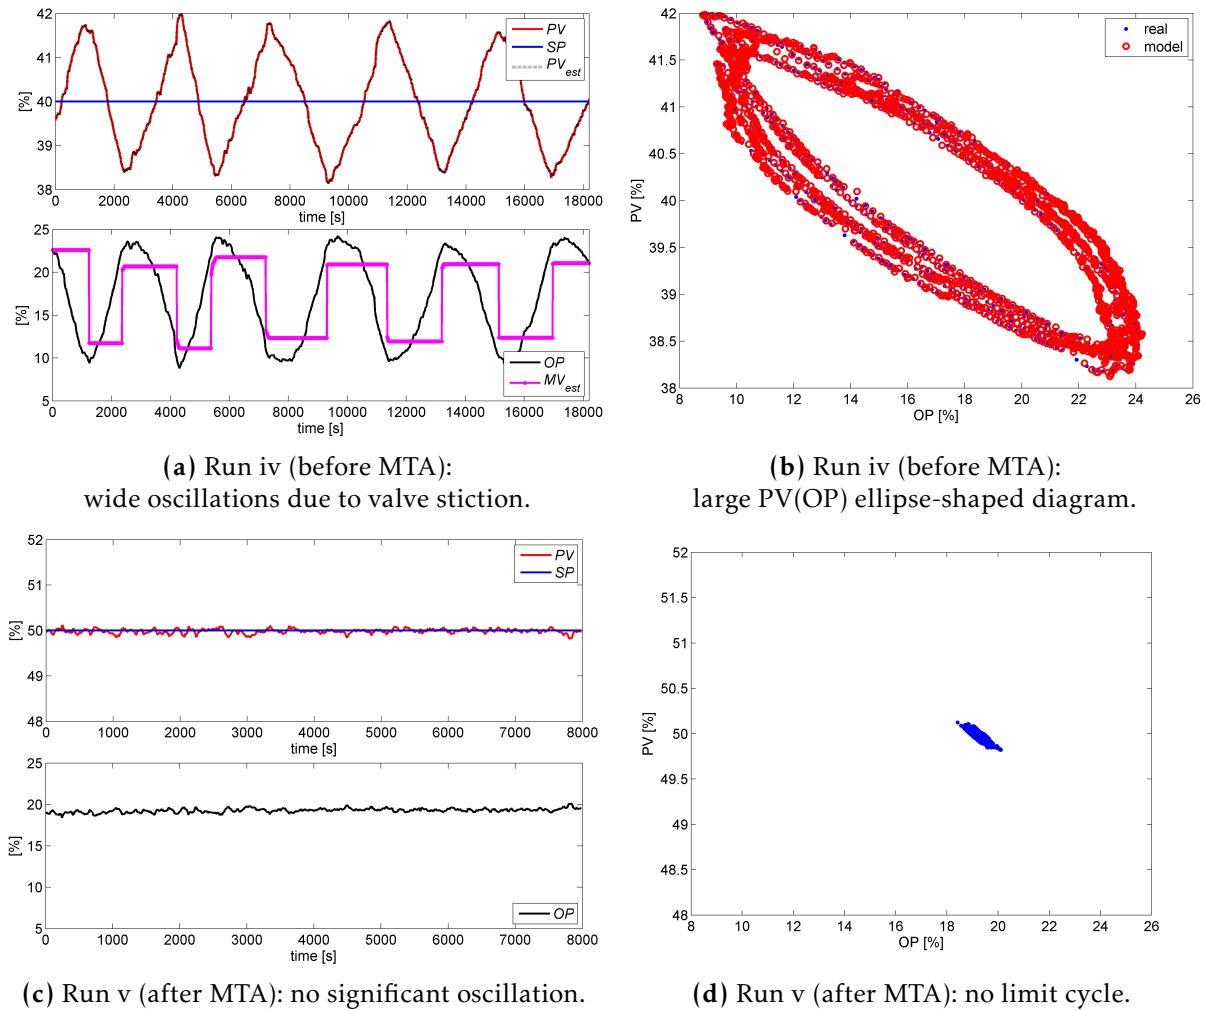 42
41
40
39
38
[%]
PV
SP
PVest
0 2000 4000 6000 8000 10000 12000 14000 16000 18000
time [s]
25
20
15
10
5
[%]
OP
MVest
0 2000 4000 6000 8000 10000 12000 14000 16000 18000
time [s]
(a) Run iv (before MTA):
wide oscillations due to valve stiction.
42
41.5
41
40.5
40
39.5
39
38.5
38
PV [%]
real
model
8 10 12 14 16 18 20 22 24 26
OP [%]
(b) Run iv (before MTA):
large PV(OP) ellipse-shaped diagram.
52
51
50
49
48
[%]
PV
SP
0 1000 2000 3000 4000 5000 6000 7000 8000
time [s]
25
20
15
10
5
[%]
OP
0 1000 2000 3000 4000 5000 6000 7000 8000
time [s]
(c) Run v (after MTA): no significant oscillation.
52
51.5
51
50.5
50
49.5
49
48.5
48
PV [%]
8 10 12 14 16 18 20 22 24 26
OP [%]
(d) Run v (after MTA): no limit cycle.